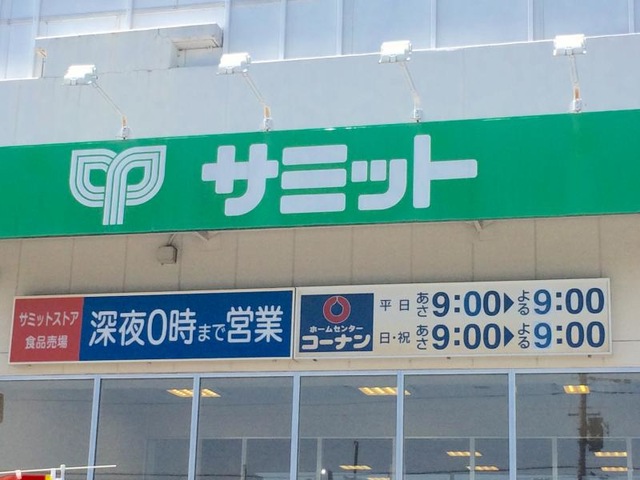 サミット
サミットストア
食品売場
深夜0時まで営業
ホームセンター
コーナン
平日 あさ9:00▶よる9:00
日・祝 あさ9:00▶よる9:00